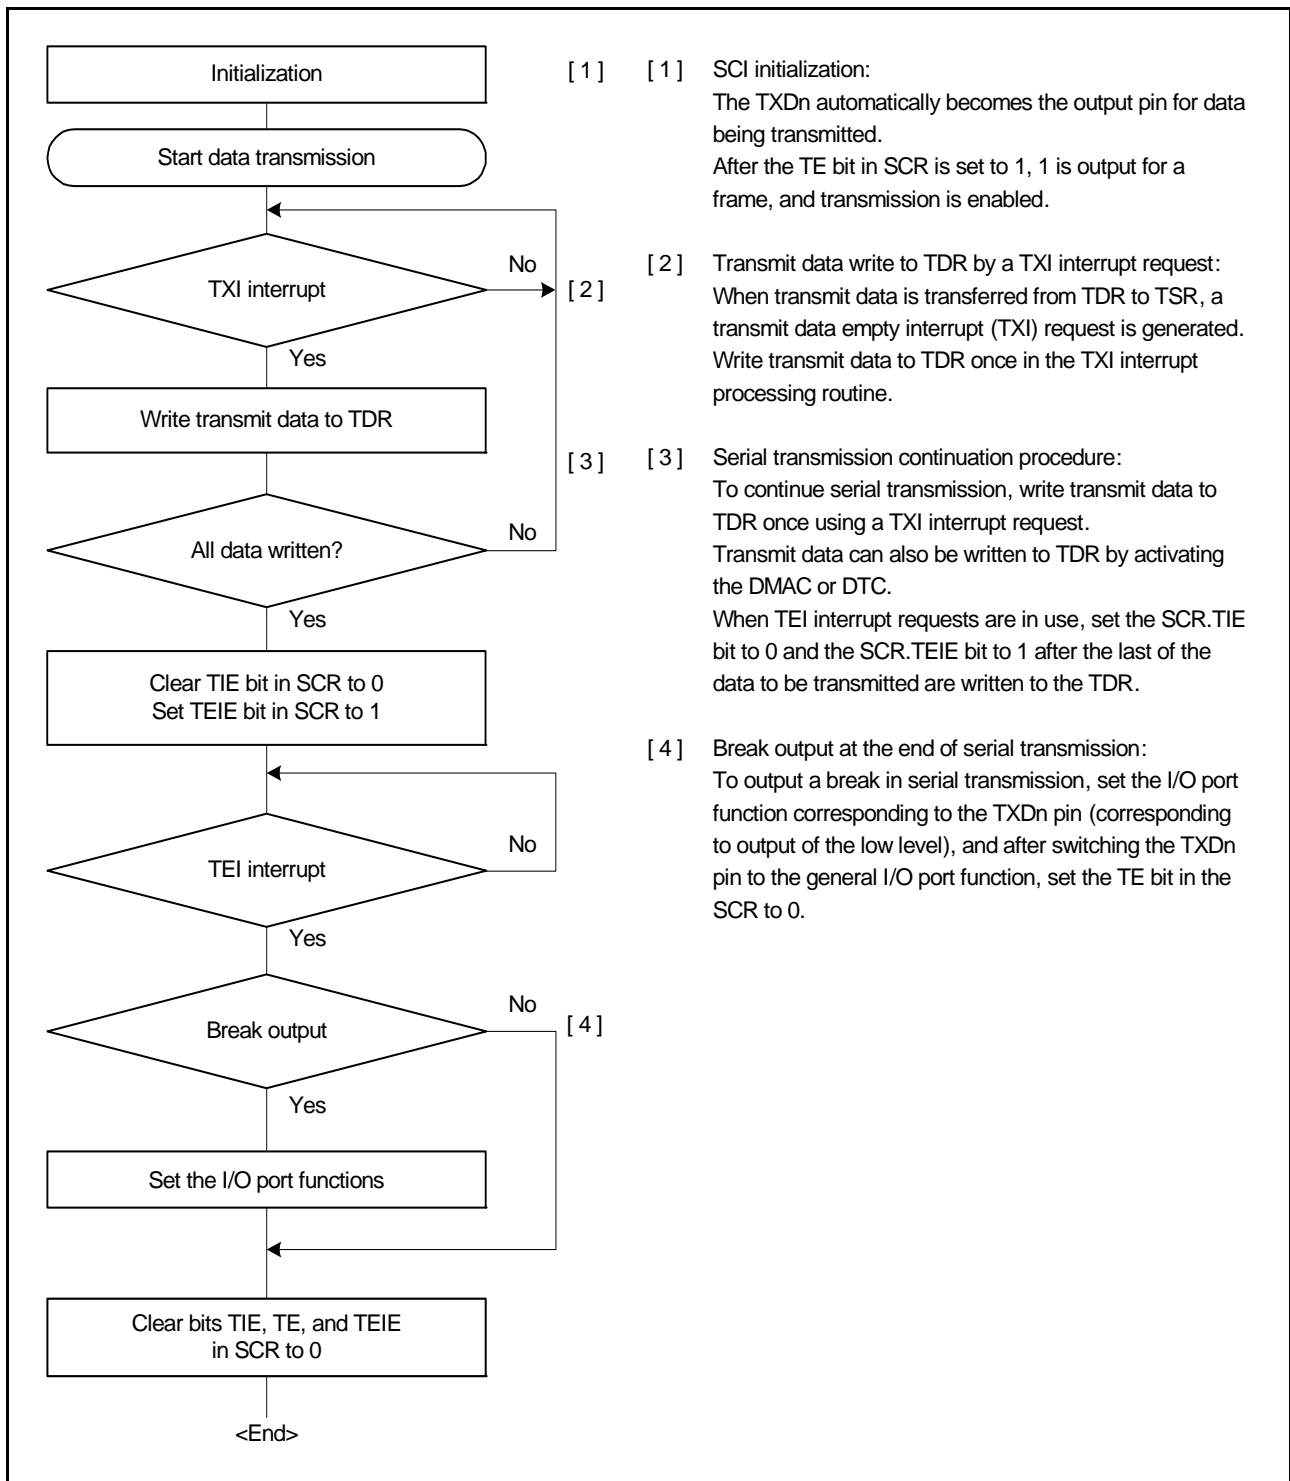 Initialization
[ 1 ]
Start data transmission
TXI interrupt
No
[ 2 ]
Yes
Write transmit data to TDR
[ 3 ]
All data written?
No
Yes
Clear TIE bit in SCR to 0
Set TEIE bit in SCR to 1
TEI interrupt
No
Yes
Break output
No
[ 4 ]
Yes
Set the I/O port functions
Clear bits TIE, TE, and TEIE
in SCR to 0
<End>
[ 1 ] SCI initialization:
The TXDn automatically becomes the output pin for data
being transmitted.
After the TE bit in SCR is set to 1, 1 is output for a
frame, and transmission is enabled.
[ 2 ] Transmit data write to TDR by a TXI interrupt request:
When transmit data is transferred from TDR to TSR, a
transmit data empty interrupt (TXI) request is generated.
Write transmit data to TDR once in the TXI interrupt
processing routine.
[ 3 ] Serial transmission continuation procedure:
To continue serial transmission, write transmit data to
TDR once using a TXI interrupt request.
Transmit data can also be written to TDR by activating
the DMAC or DTC.
When TEI interrupt requests are in use, set the SCR.TIE
bit to 0 and the SCR.TEIE bit to 1 after the last of the
data to be transmitted are written to the TDR.
[ 4 ] Break output at the end of serial transmission:
To output a break in serial transmission, set the I/O port
function corresponding to the TXDn pin (corresponding
to output of the low level), and after switching the TXDn
pin to the general I/O port function, set the TE bit in the
SCR to 0.